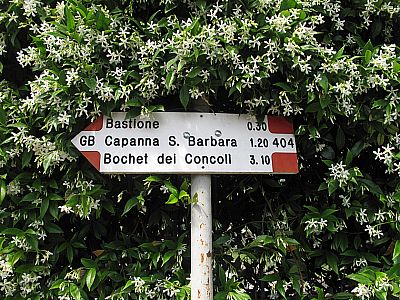 Bastione 0.30
GB Capanna S. Barbara 1.20 404
Bochet dei Concoli 3.10